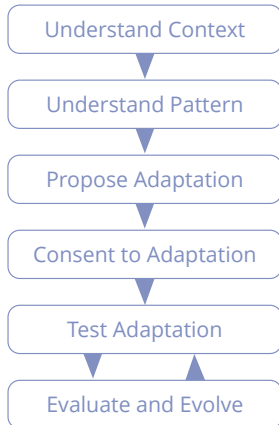 Understand Context
Understand Pattern
Propose Adaptation
Consent to Adaptation
Test Adaptation
Evaluate and Evolve